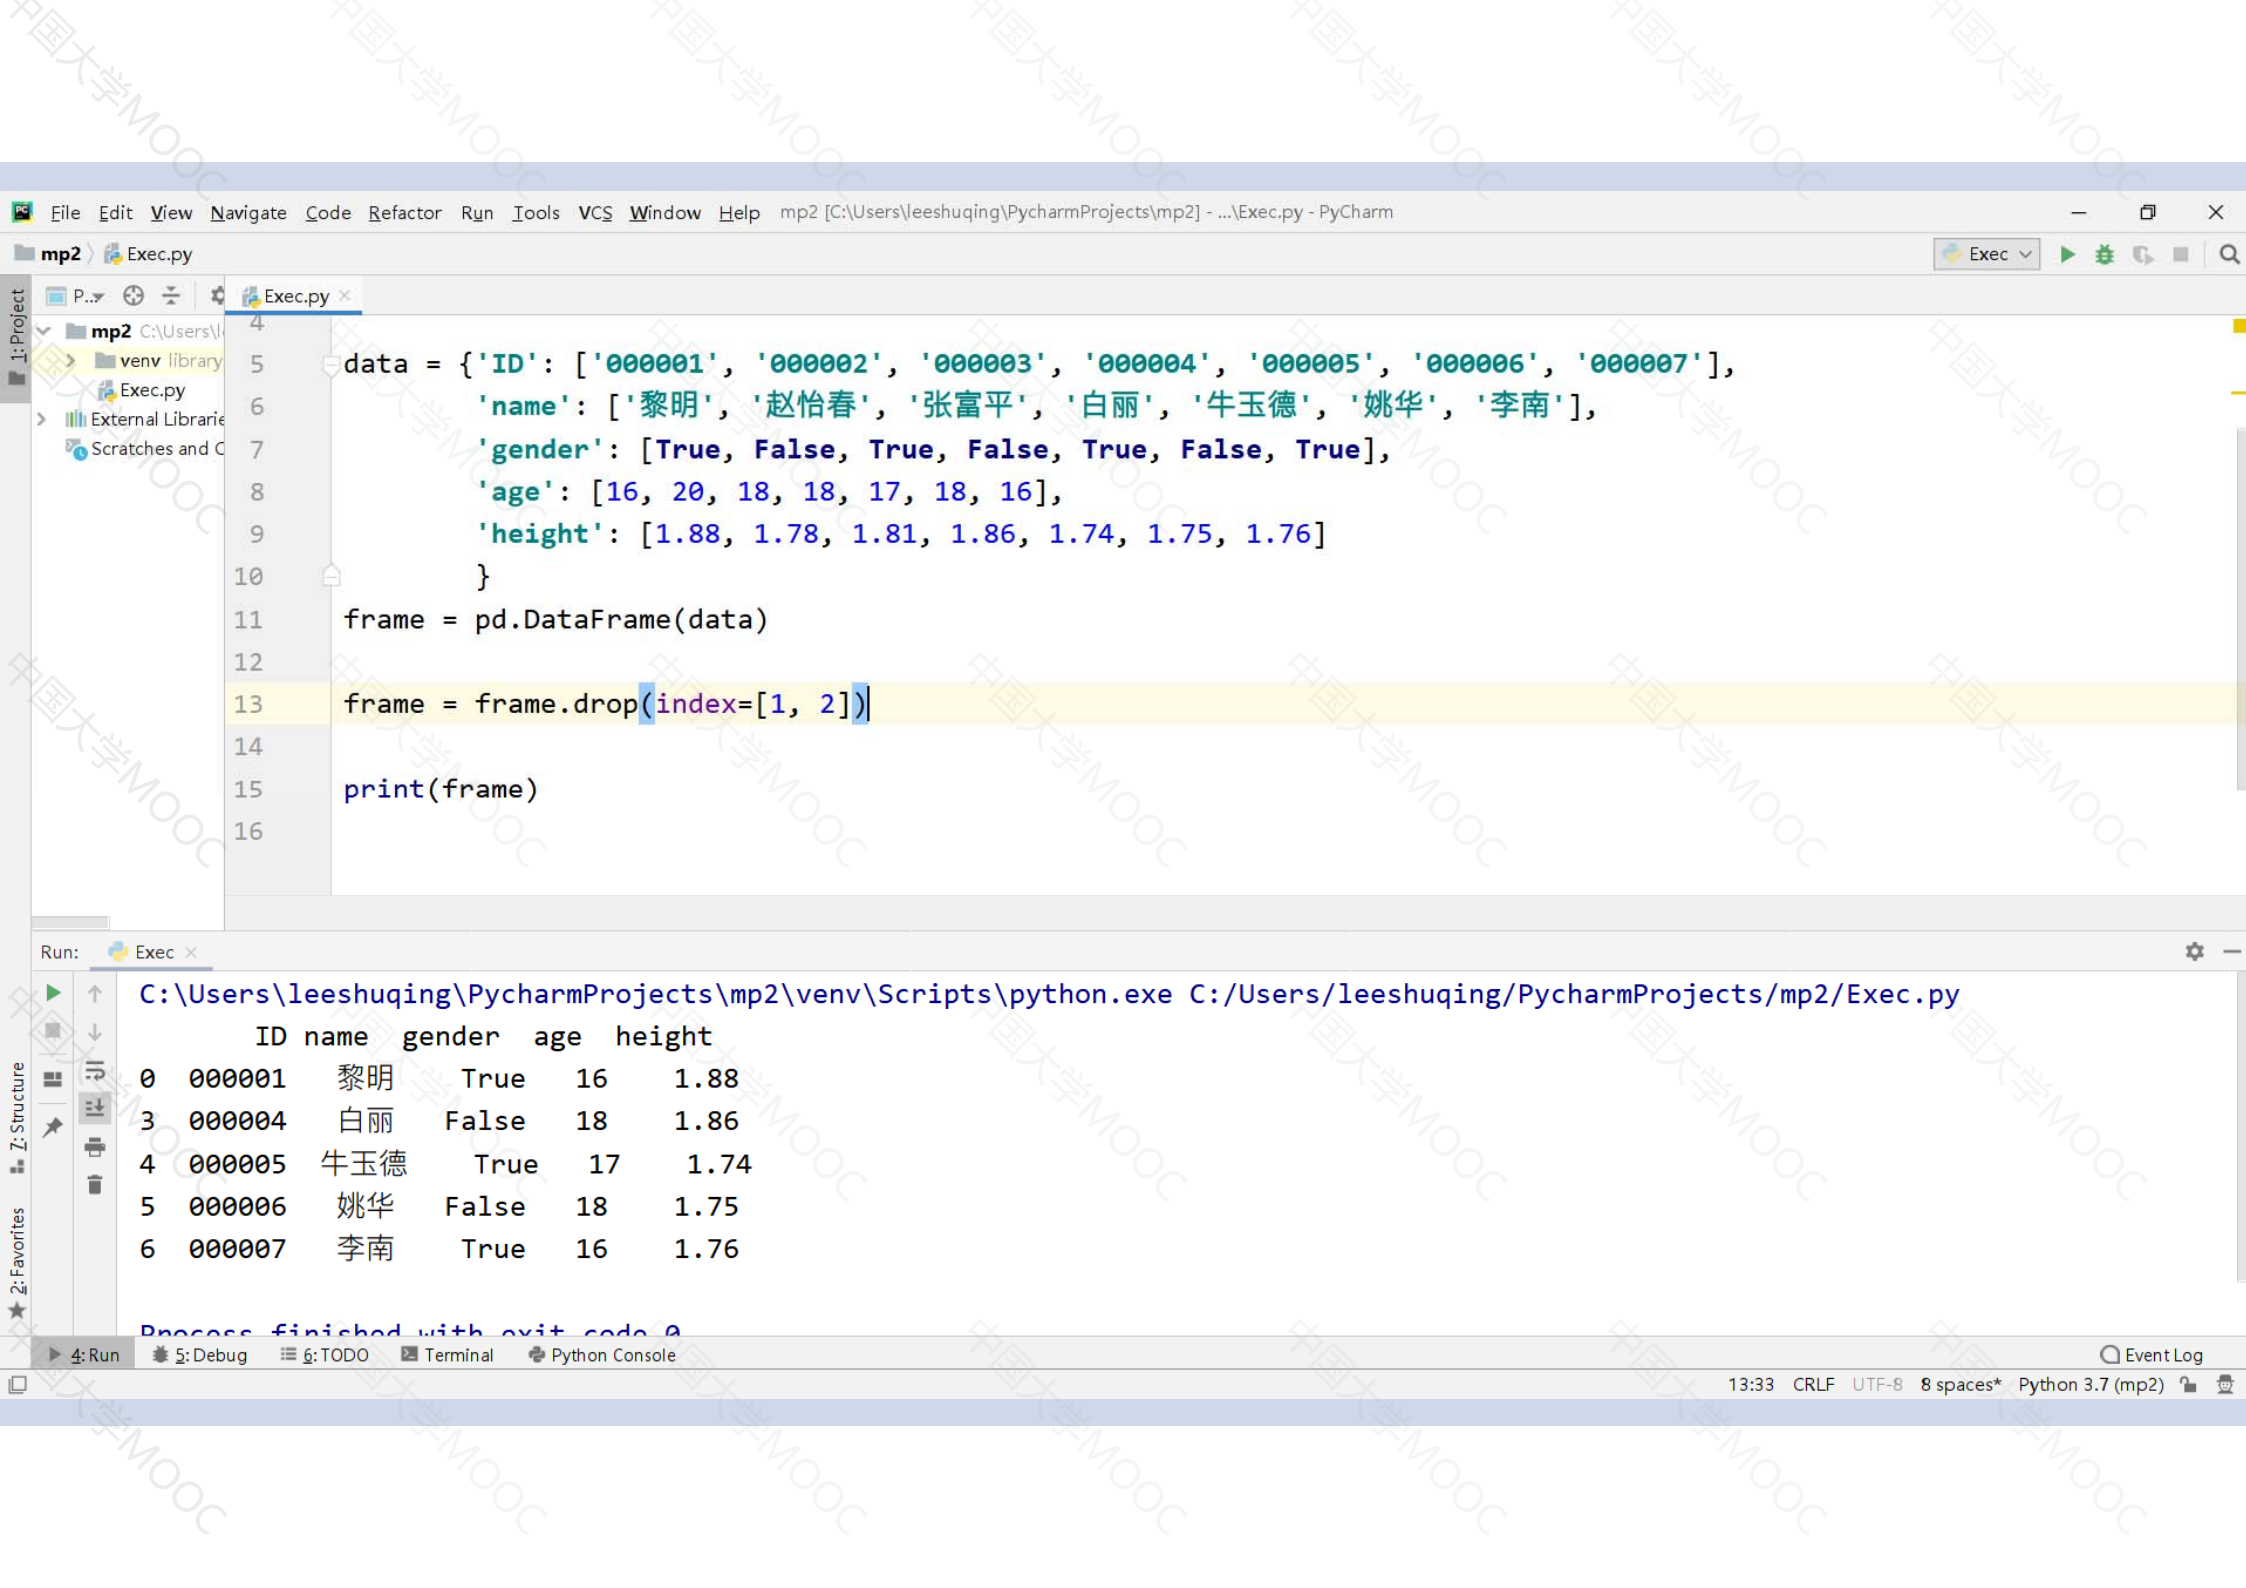 File Edit View Navigate Code Refactor Run Tools VCS Window Help mp2 [C:\Users\leeshuqing\PycharmProjects\mp2] - ...\Exec.py - PyCharm
mp2 Exec.py Exec
P.. Exec.py
1: Project
mp2 C:\Users\l
venv library
Exec.py
External Librarie
Scratches and C
4
5 data = {'ID': ['000001', '000002', '000003', '000004', '000005', '000006', '000007'],
6 'name': ['黎明', '赵怡春', '张富平', '白丽', '牛玉德', '姚华', '李南'],
7 'gender': [True, False, True, False, True, False, True],
8 'age': [16, 20, 18, 18, 17, 18, 16],
9 'height': [1.88, 1.78, 1.81, 1.86, 1.74, 1.75, 1.76]
10 }
11 frame = pd.DataFrame(data)
12
13 frame = frame.drop(index=[1, 2])
14
15 print(frame)
16
Run: Exec
C:\Users\leeshuqing\PycharmProjects\mp2\venv\Scripts\python.exe C:/Users/leeshuqing/PycharmProjects/mp2/Exec.py
ID name gender age height
0 000001 黎明 True 16 1.88
3 000004 白丽 False 18 1.86
4 000005 牛玉德 True 17 1.74
5 000006 姚华 False 18 1.75
6 000007 李南 True 16 1.76
Process finished with exit code 0
7: Structure
2: Favorites
4: Run 5: Debug 6: TODO Terminal Python Console Event Log
13:33 CRLF UTF-8 8 spaces* Python 3.7 (mp2)
中国大学MOOC